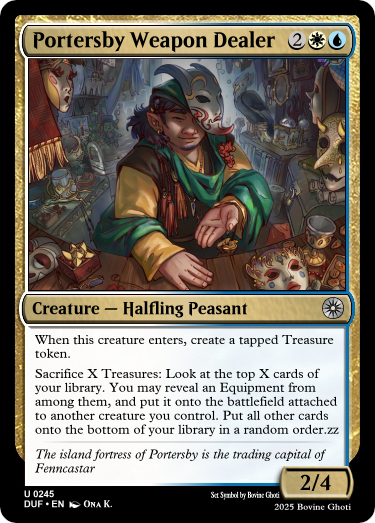 Portersby Weapon Dealer 2
Creature — Halfling Peasant
When this creature enters, create a tapped Treasure
token.
Sacrifice X Treasures: Look at the top X cards of
your library. You may reveal an Equipment from
among them, and put it onto the battlefield attached
to another creature you control. Put all other cards
onto the bottom of your library in a random order.zz
The island fortress of Portersby is the trading capital of
Fenncastar
2/4
U 0245
DUF • EN Ona K.
Set Symbol by Bovine Ghoti
2025 Bovine Ghoti